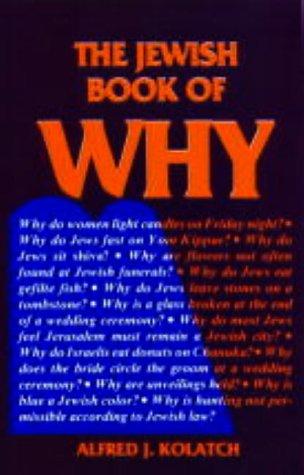 THE JEWISH
BOOK OF
WHY
Why do women light candles on Friday night? •
Why do Jews fast on Yom Kippur? • Why do
Jews sit shiva? • Why are flowers not often
found at Jewish funerals? • Why do Jews eat
gefilte fish? • Why do Jews leave stones on a
tombstone? • Why is a glass broken at the end
of a wedding ceremony? • Why do most Jews
feel Jerusalem must remain a Jewish city? •
Why do Israelis eat donuts on Chanuka? • Why
does the bride circle the groom at a wedding
ceremony? • Why are unveilings held? • Why is
blue a Jewish color? • Why is hunting not per-
missible according to Jewish law?
ALFRED J. KOLATCH